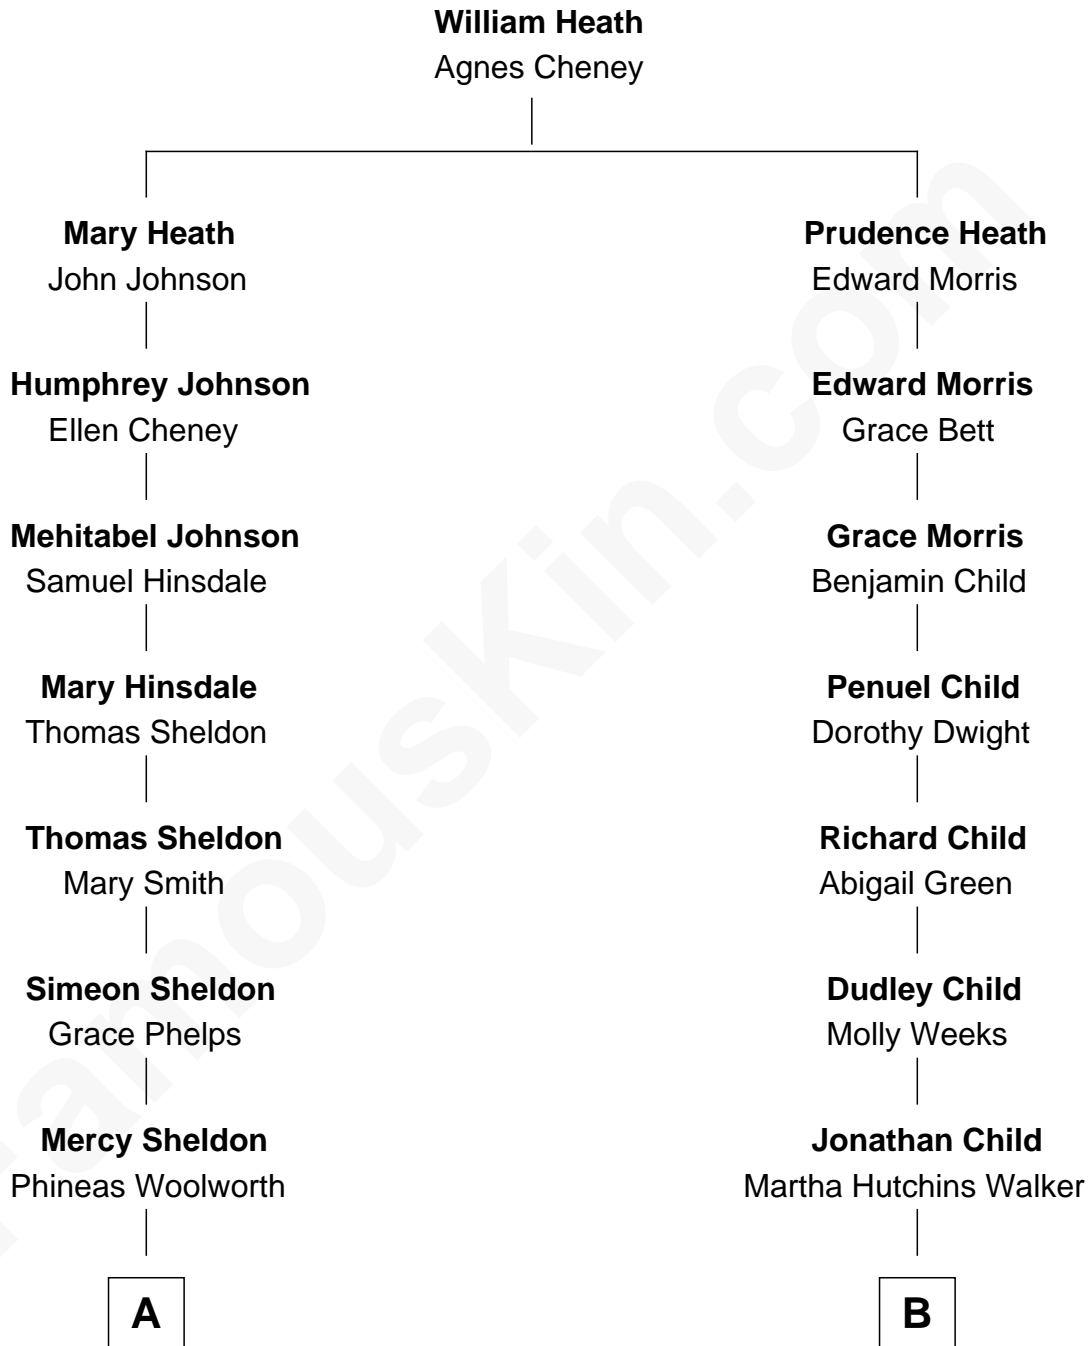 William Heath
Agnes Cheney
Mary Heath
John Johnson
Prudence Heath
Edward Morris
Humphrey Johnson
Ellen Cheney
Edward Morris
Grace Bett
Mehitabel Johnson
Samuel Hinsdale
Grace Morris
Benjamin Child
Mary Hinsdale
Thomas Sheldon
Penuel Child
Dorothy Dwight
Thomas Sheldon
Mary Smith
Richard Child
Abigail Green
Simeon Sheldon
Grace Phelps
Dudley Child
Molly Weeks
Mercy Sheldon
Phineas Woolworth
Jonathan Child
Martha Hutchins Walker
A
B
FamousKin.com